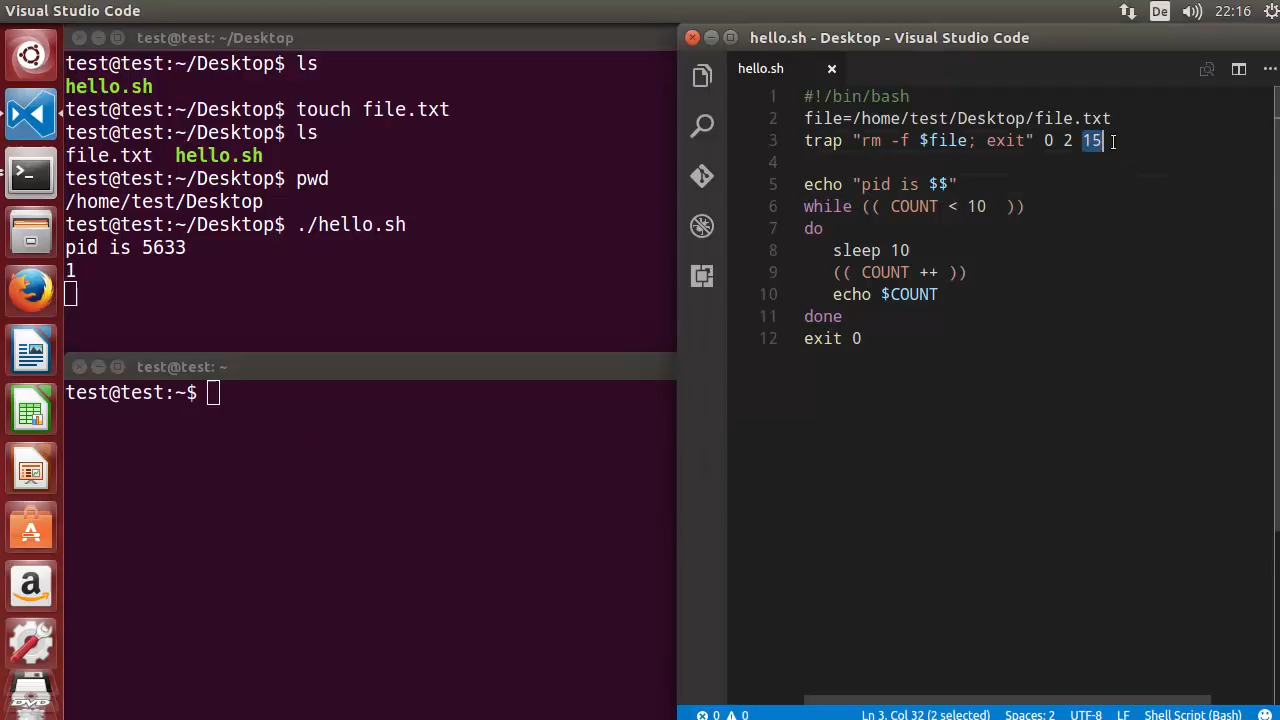 Visual Studio Code
De
22:16
test@test: ~/Desktop
test@test:~/Desktop$ ls
hello.sh
test@test:~/Desktop$ touch file.txt
test@test:~/Desktop$ ls
file.txt  hello.sh
test@test:~/Desktop$ pwd
/home/test/Desktop
test@test:~/Desktop$ ./hello.sh
pid is 5633
1
test@test: ~
test@test:~$
hello.sh - Desktop - Visual Studio Code
hello.sh
1 #!/bin/bash
2 file=/home/test/Desktop/file.txt
3 trap "rm -f $file; exit" 0 2 15
4
5 echo "pid is $$"
6 while (( COUNT < 10  ))
7 do
8    sleep 10
9    (( COUNT ++ ))
10    echo $COUNT
11 done
12 exit 0
0 0 Ln 3, Col 32 (2 selected) Spaces: 2 UTF-8 LF Shell Script (Bash)